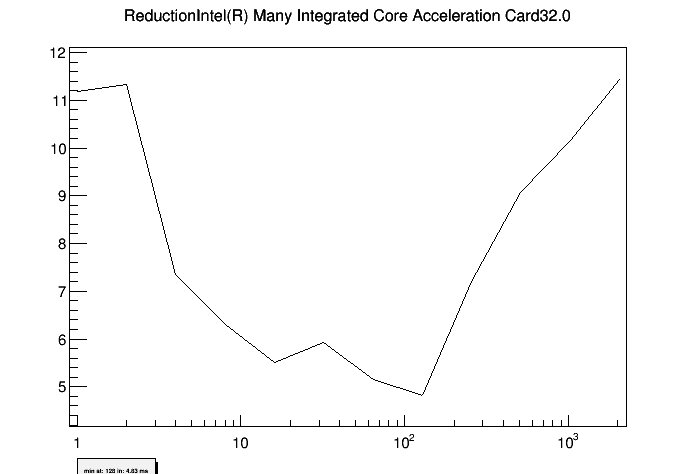 ReductionIntel(R) Many Integrated Core Acceleration Card32.0
12
11
10
9
8
7
6
5
1 10 10² 10³
min at: 128 in: 4.83 ms